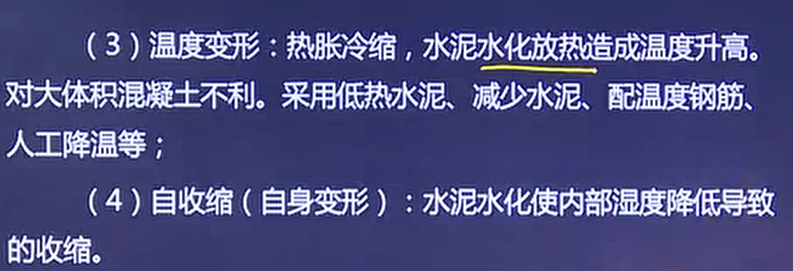 （3）温度变形：热胀冷缩，水泥水化放热造成温度升高。
对大体积混凝土不利。采用低热水泥、减少水泥、配温度钢筋、
人工降温等；
（4）自收缩（自身变形）：水泥水化使内部湿度降低导致
的收缩。